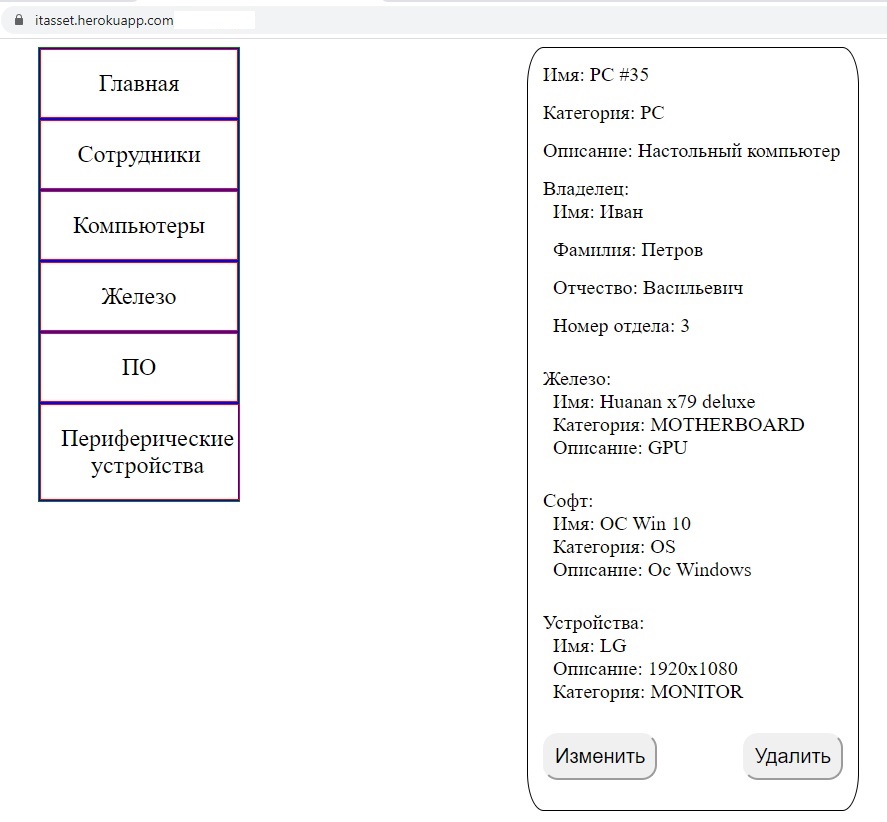 itasset.herokuapp.com
Главная
Сотрудники
Компьютеры
Железо
ПО
Периферические
устройства
Имя: PC #35
Категория: PC
Описание: Настольный компьютер
Владелец:
Имя: Иван
Фамилия: Петров
Отчество: Васильевич
Номер отдела: 3
Железо:
Имя: Huanan x79 deluxe
Категория: MOTHERBOARD
Описание: GPU
Софт:
Имя: ОС Win 10
Категория: OS
Описание: Ос Windows
Устройства:
Имя: LG
Описание: 1920x1080
Категория: MONITOR
Изменить
Удалить